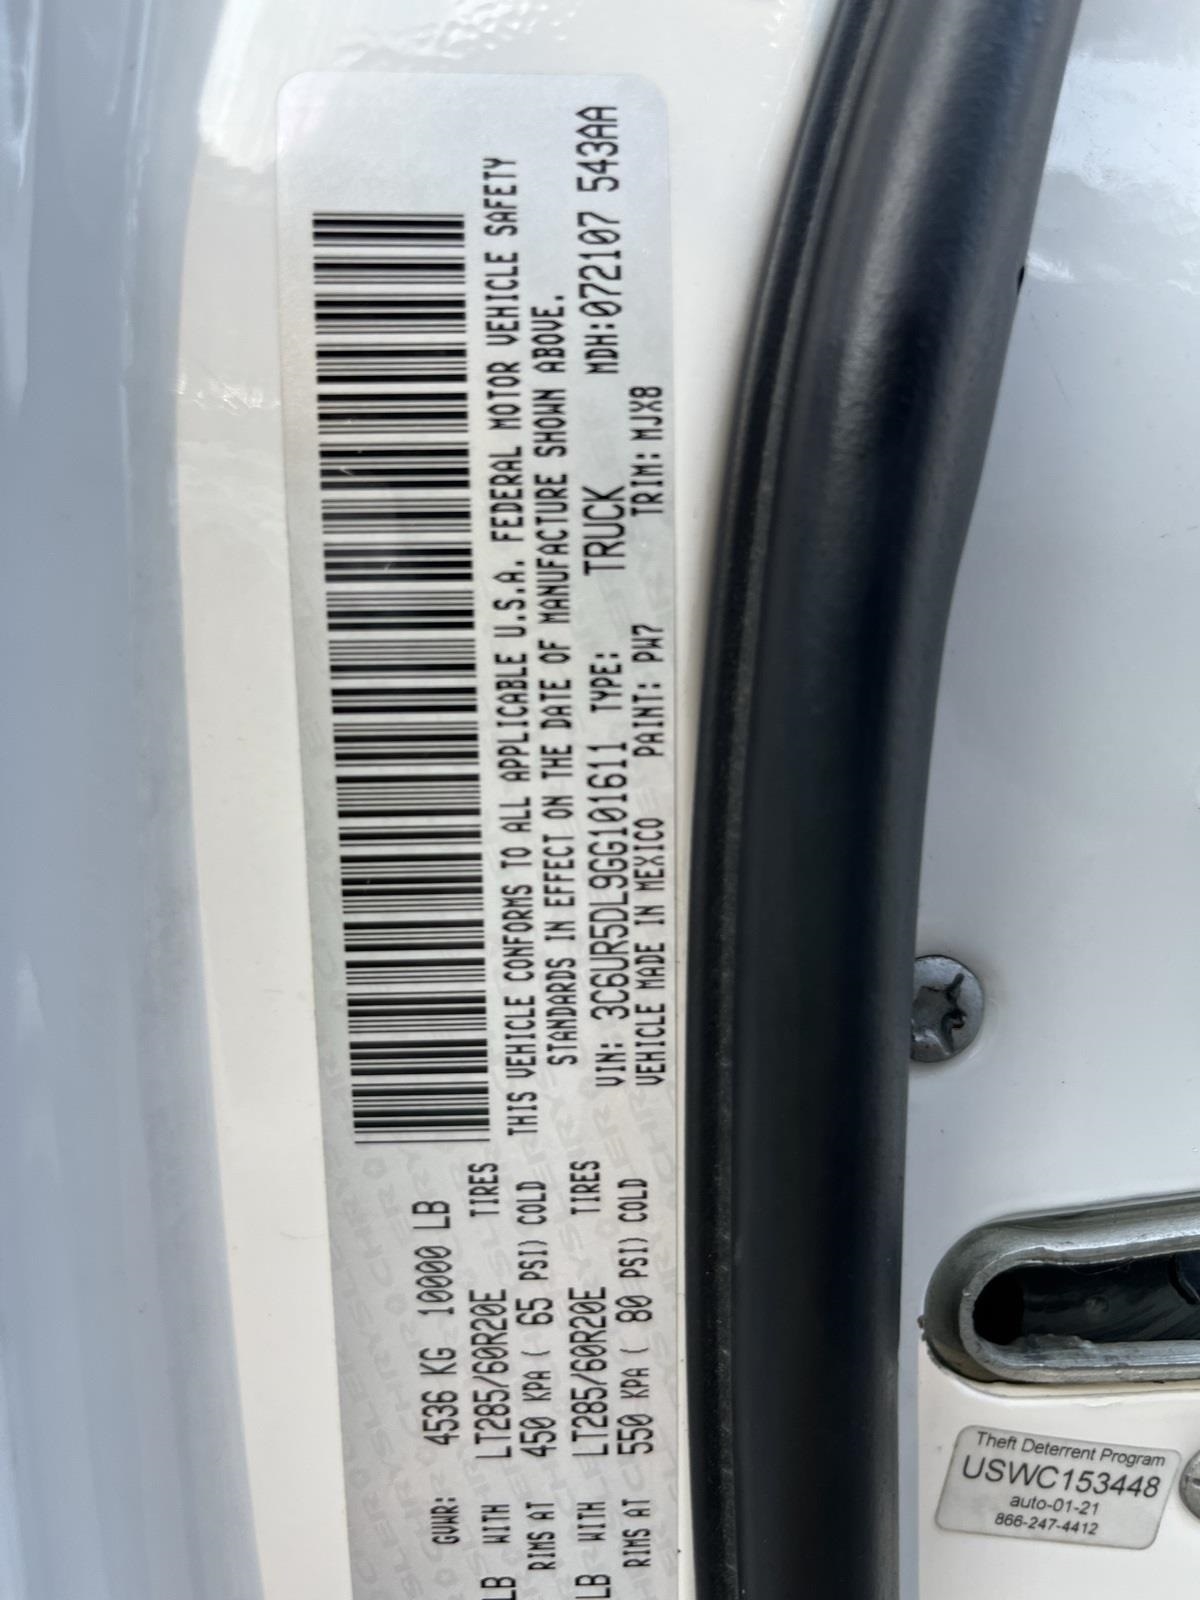 GVWR: 4536 KG 10000 LB
LB WITH LT285/60R20E TIRES
RIMS AT 450 KPA ( 65 PSI) COLD
LB WITH LT285/60R20E TIRES
RIMS AT 550 KPA ( 80 PSI) COLD
THIS VEHICLE CONFORMS TO ALL APPLICABLE U.S.A. FEDERAL MOTOR VEHICLE SAFETY
STANDARDS IN EFFECT ON THE DATE OF MANUFACTURE SHOWN ABOVE.
VIN: 3C6UR5DL9GG101611 TYPE: TRUCK MDH:072107 543AA
VEHICLE MADE IN MEXICO PAINT: PW7 TRIM: MJX8
Theft Deterrent Program
USWC153448
auto-01-21
866-247-4412